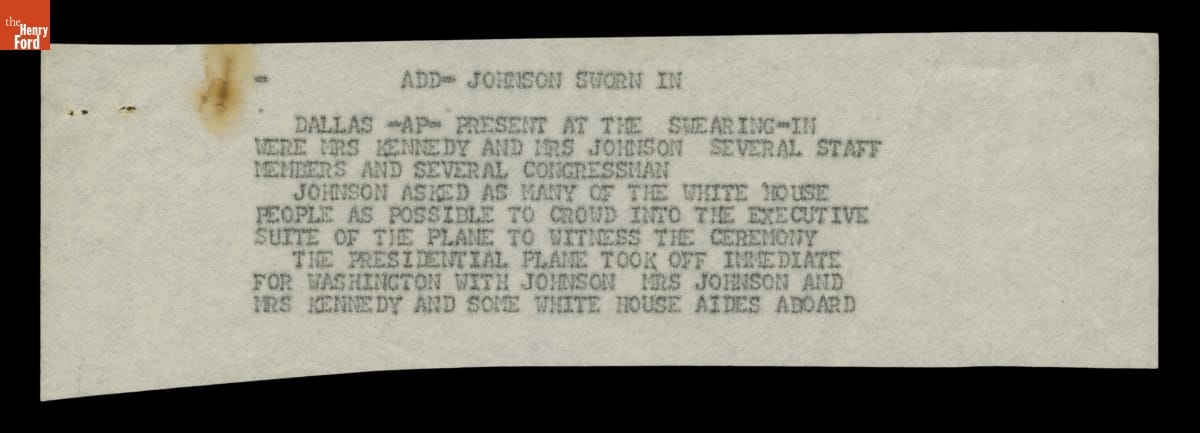 the
Henry
Ford
- ADD- JOHNSON SWORN IN
DALLAS -AP- PRESENT AT THE SWEARING-IN
WERE MRS KENNEDY AND MRS JOHNSON SEVERAL STAFF
MEMBERS AND SEVERAL CONGRESSMAN
JOHNSON ASKED AS MANY OF THE WHITE HOUSE
PEOPLE AS POSSIBLE TO CROWD INTO THE EXECUTIVE
SUITE OF THE PLANE TO WITNESS THE CEREMONY
THE PRESIDENTIAL PLANE TOOK OFF IMMEDIATE
FOR WASHINGTON WITH JOHNSON MRS JOHNSON AND
MRS KENNEDY AND SOME WHITE HOUSE AIDES ABOARD